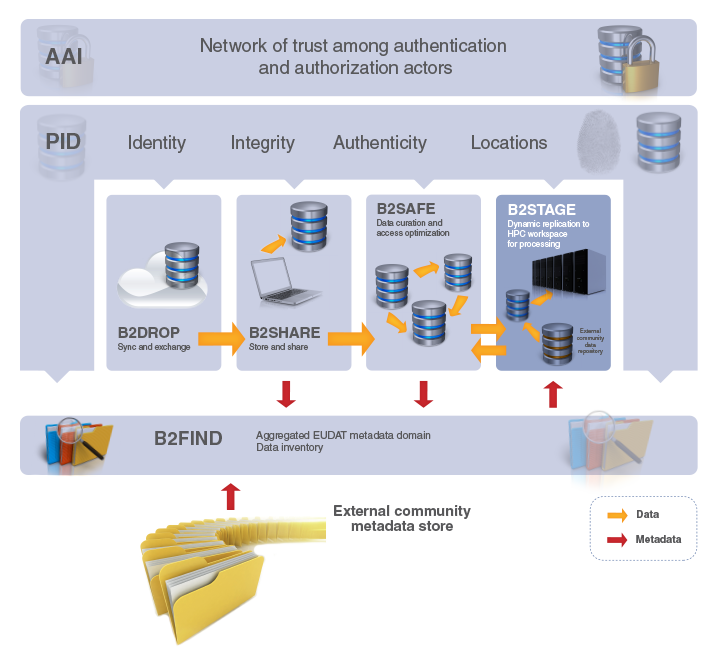 AAI
Network of trust among authentication
and authorization actors
PID
Identity
Integrity
Authenticity
Locations
B2DROP
Sync and exchange
B2SHARE
Store and share
B2SAFE
Data curation and
access optimization
B2STAGE
Dynamic replication to
HPC workspace
for processing
External
community
data
repository
B2FIND
Aggregated EUDAT metadata domain
Data inventory
External community
metadata store
Data
Metadata